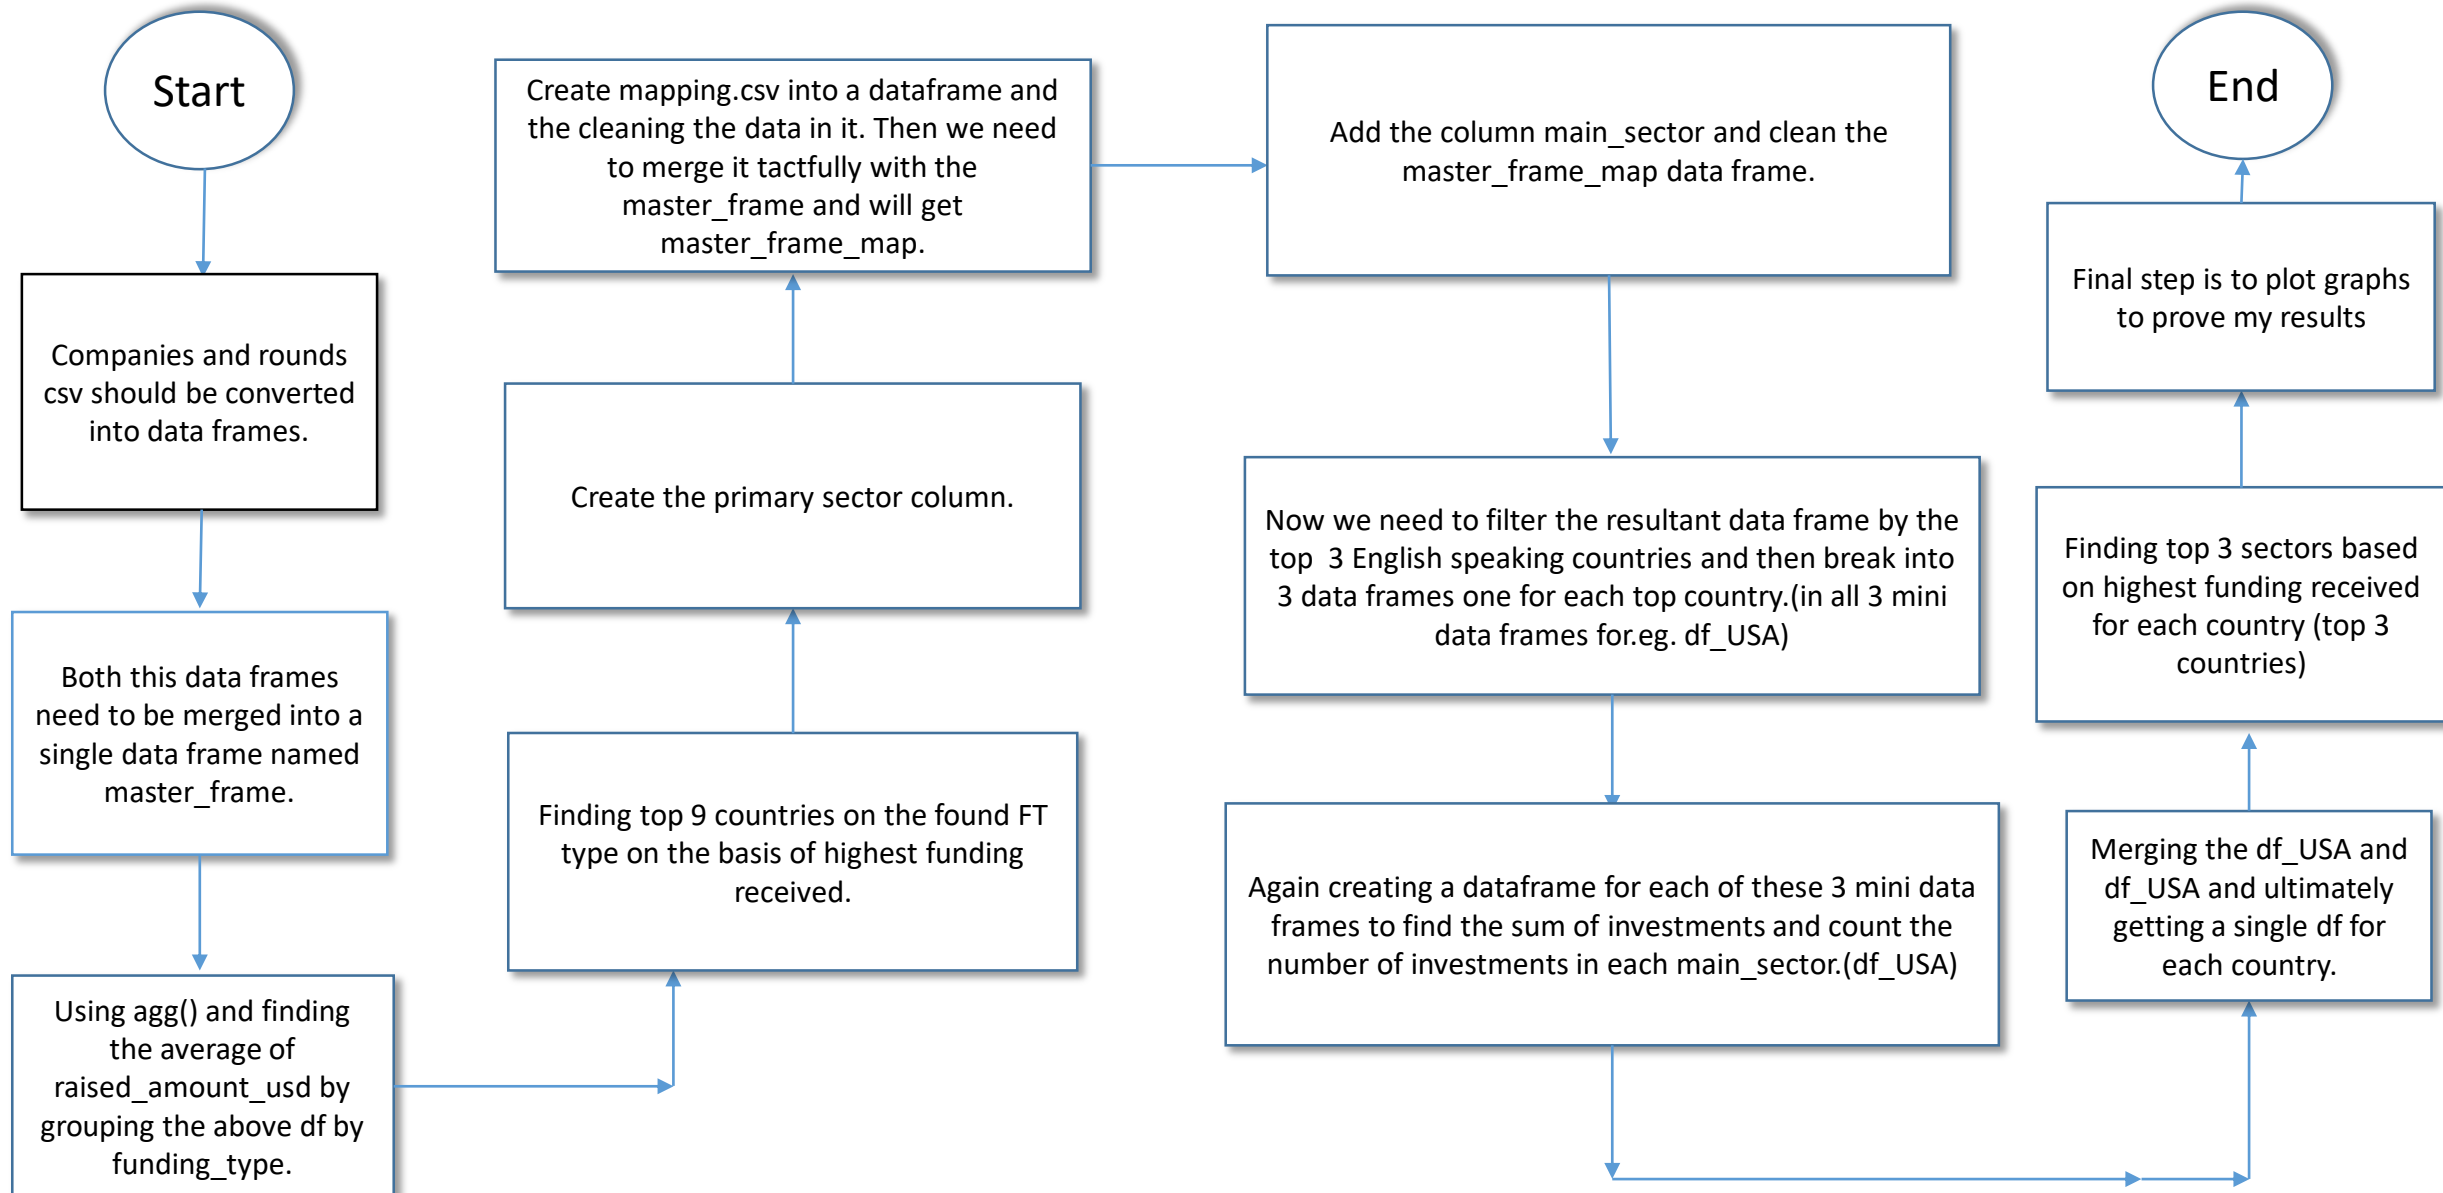 Start
Companies and rounds
csv should be converted
into data frames.
Both this data frames
need to be merged into a
single data frame named
master_frame.
Using agg() and finding
the average of
raised_amount_usd by
grouping the above df by
funding_type.
Finding top 9 countries on the found FT
type on the basis of highest funding
received.
Create the primary sector column.
Create mapping.csv into a dataframe and
the cleaning the data in it. Then we need
to merge it tactfully with the
master_frame and will get
master_frame_map.
Add the column main_sector and clean the
master_frame_map data frame.
Now we need to filter the resultant data frame by the
top  3 English speaking countries and then break into
3 data frames one for each top country.(in all 3 mini
data frames for.eg. df_USA)
Again creating a dataframe for each of these 3 mini data
frames to find the sum of investments and count the
number of investments in each main_sector.(df_USA)
Merging the df_USA and
df_USA and ultimately
getting a single df for
each country.
Finding top 3 sectors based
on highest funding received
for each country (top 3
countries)
Final step is to plot graphs
to prove my results
End